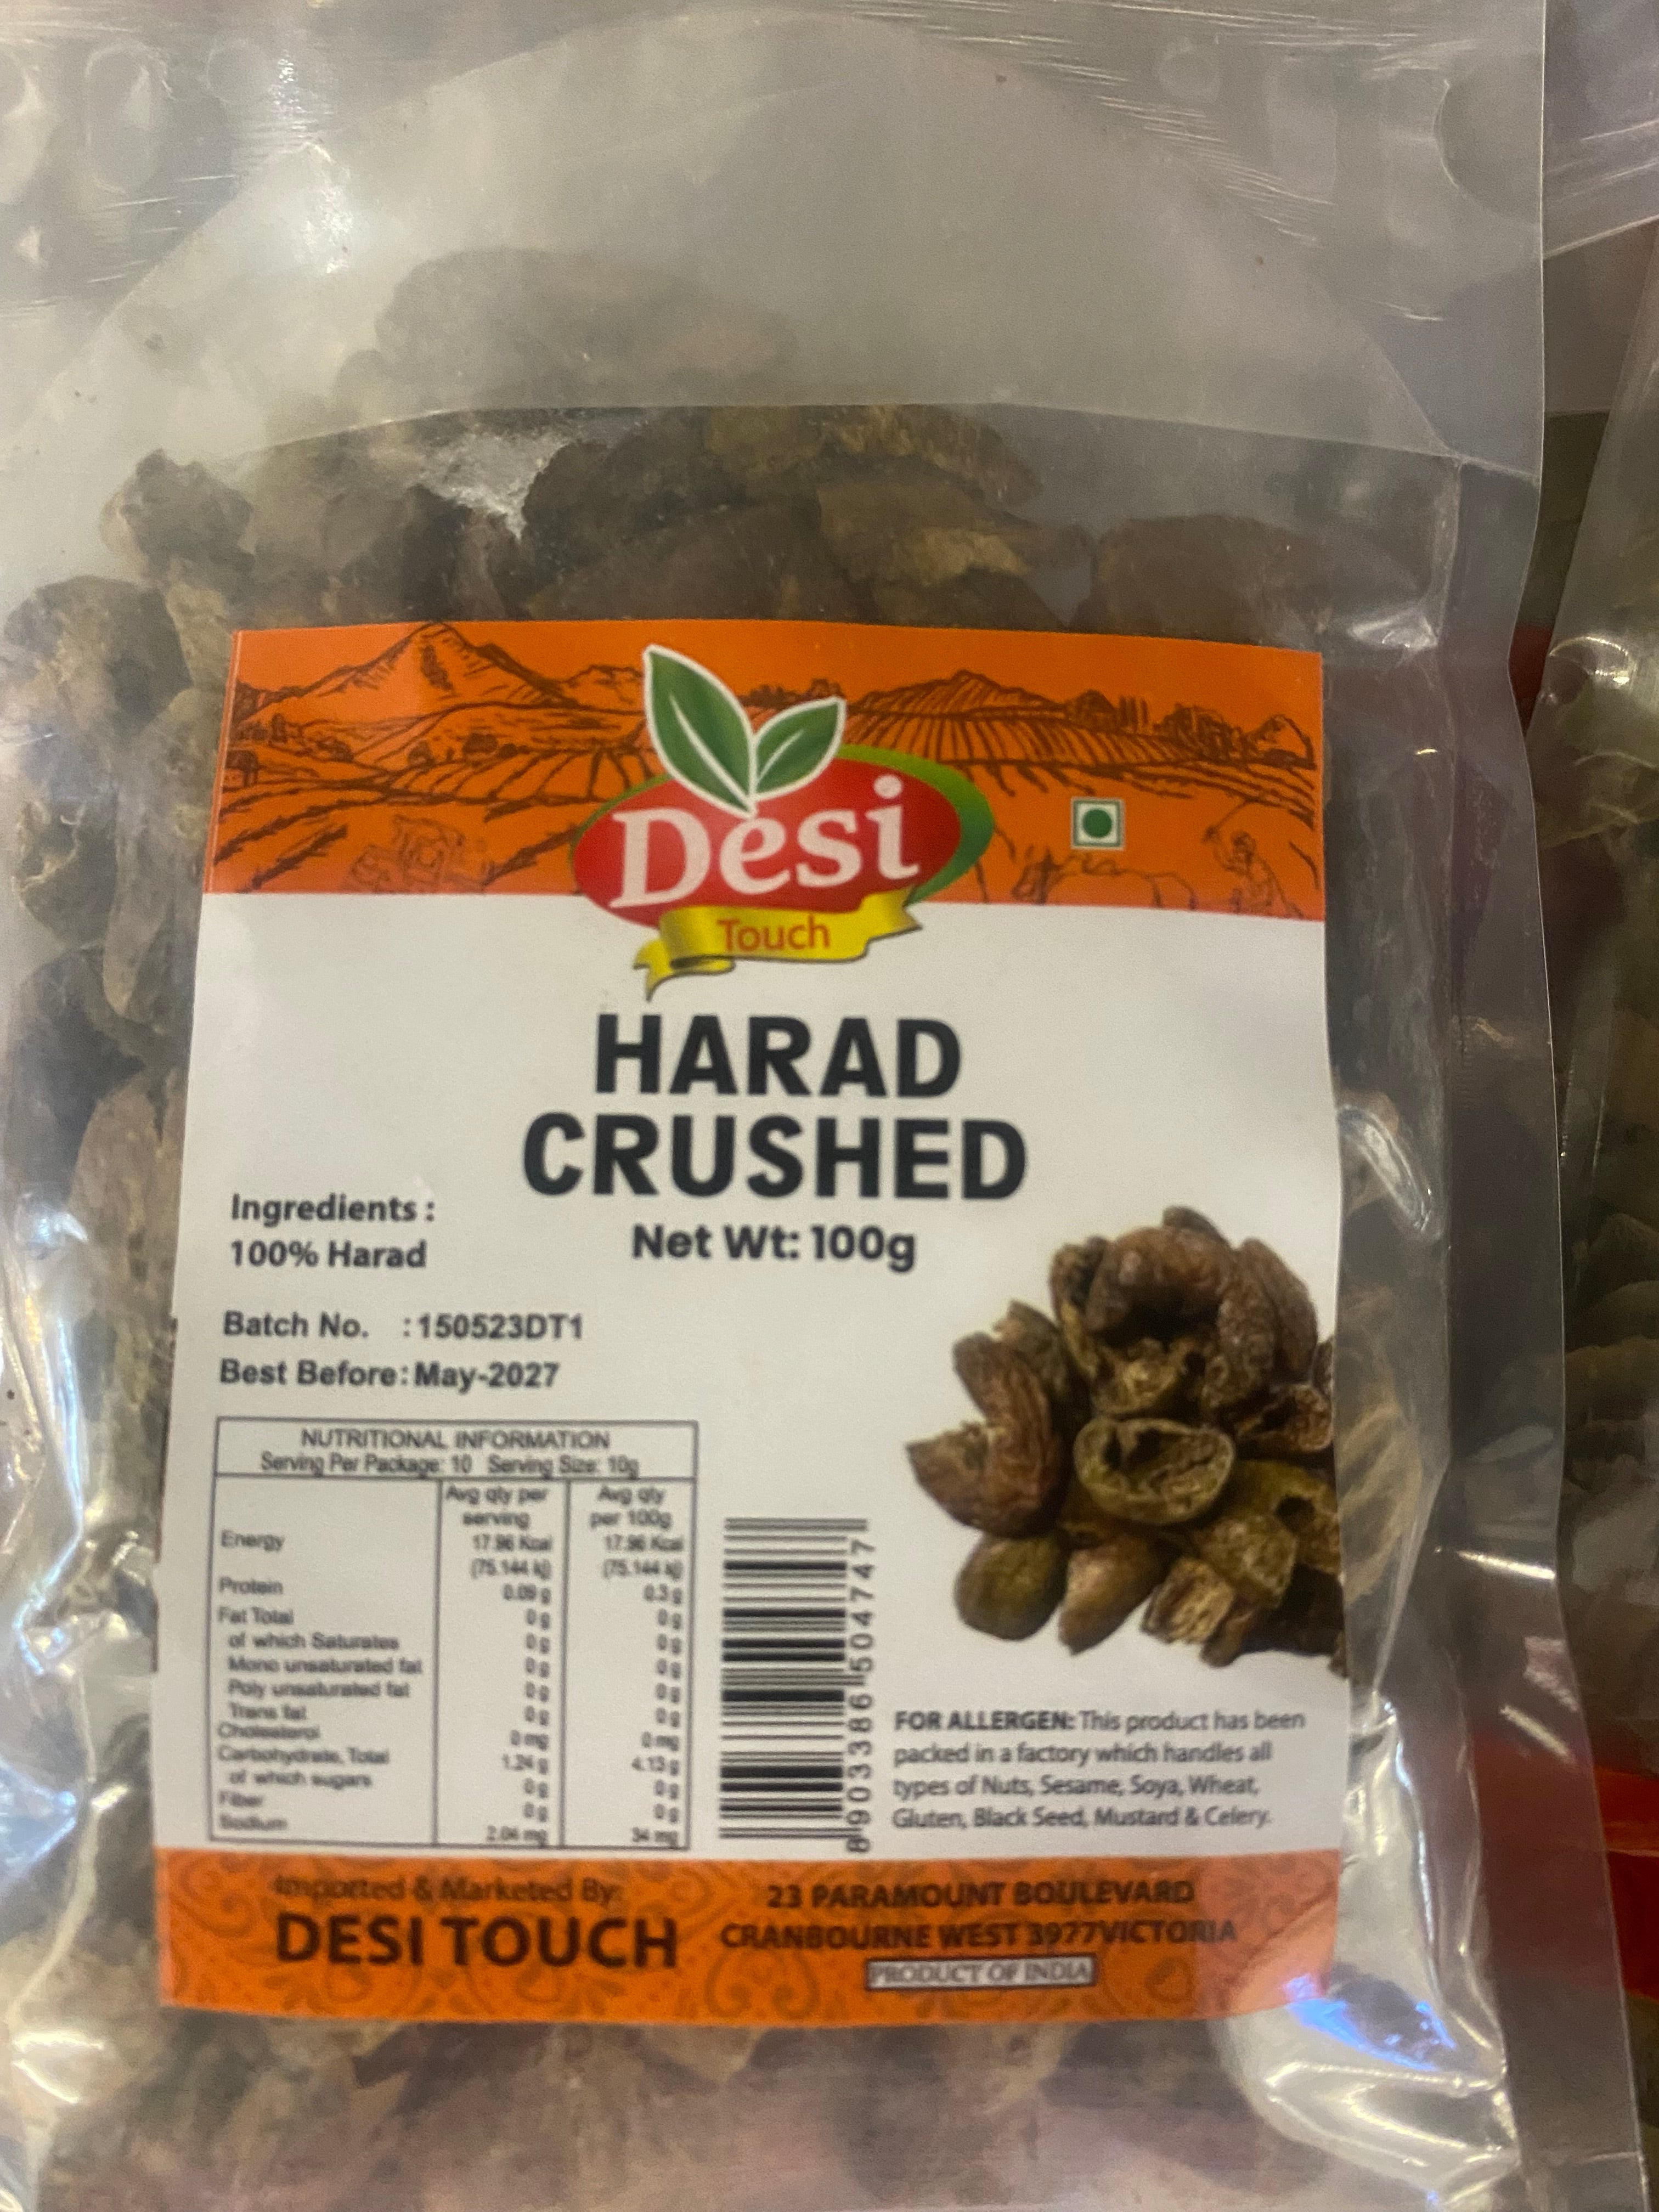 Desi
Touch
HARAD
CRUSHED
Net Wt: 100g
Ingredients :
100% Harad
Batch No. : 150523DT1
Best Before: May-2027
NUTRITIONAL INFORMATION
Serving Per Package: 10 Serving Size: 10g
Avg qty per serving Avg qty per 100g
Energy 17.96 Kcal 17.96 Kcal
(75.144 kj) (75.144 kj)
Protein 0.09 g 0.3 g
Fat Total 0 g 0 g
of which Saturates 0 g 0 g
Mono unsaturated fat 0 g 0 g
Poly unsaturated fat 0 g 0 g
Trans fat 0 g 0 g
Cholesterol 0 mg 0 mg
Carbohydrate, Total 1.24 g 4.13 g
of which sugars 0 g 0 g
Fiber 0 g 0 g
Sodium 2.04 mg 34 mg
8903386504747
FOR ALLERGEN: This product has been
packed in a factory which handles all
types of Nuts, Sesame, Soya, Wheat,
Gluten, Black Seed, Mustard & Celery.
Imported & Marketed By:
DESI TOUCH
23 PARAMOUNT BOULEVARD
CRANBOURNE WEST 3977VICTORIA
PRODUCT OF INDIA